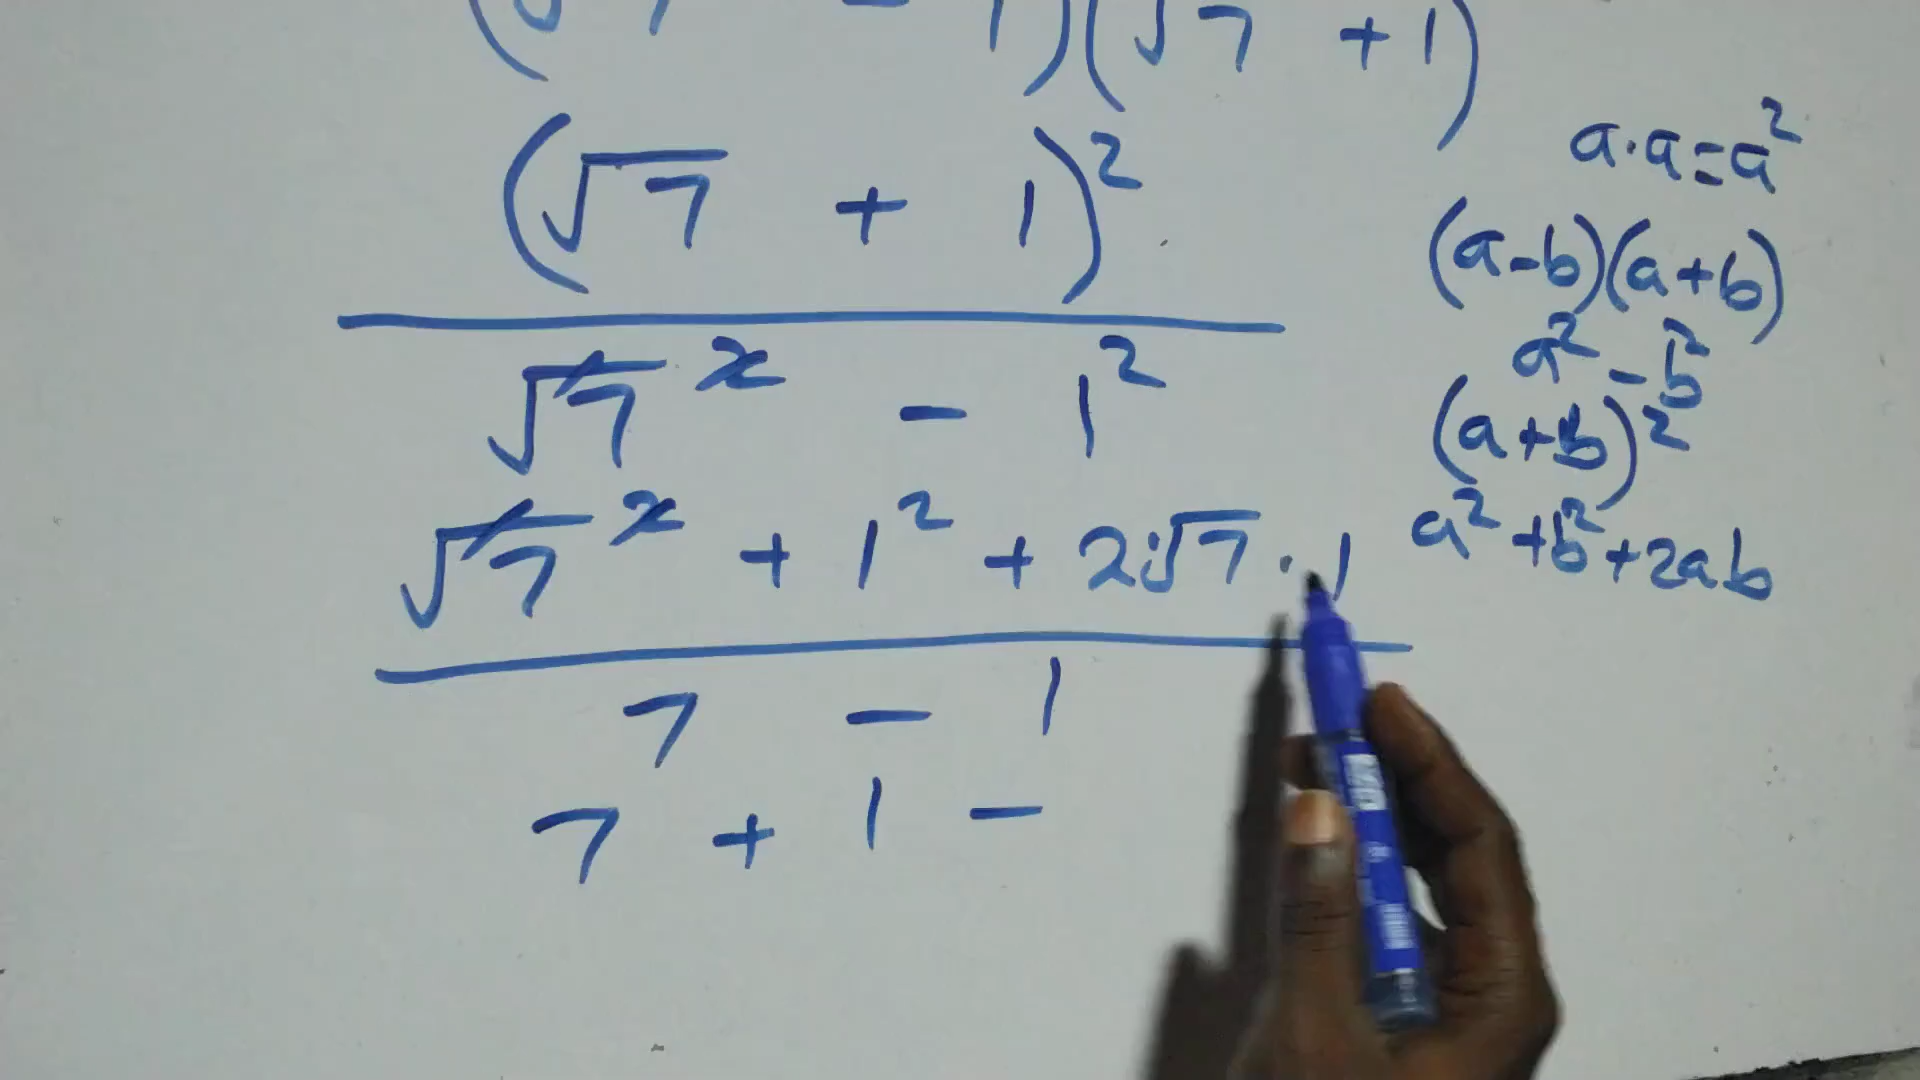 (√7 - 1)(√7 + 1)
(√7 + 1)²
√7² - 1²
√7² + 1² + 2·√7 · 1
7 - 1
7 + 1 -
a·a=a²
(a-b)(a+b)
a² - b²
(a+b)²
a²+b²+2ab